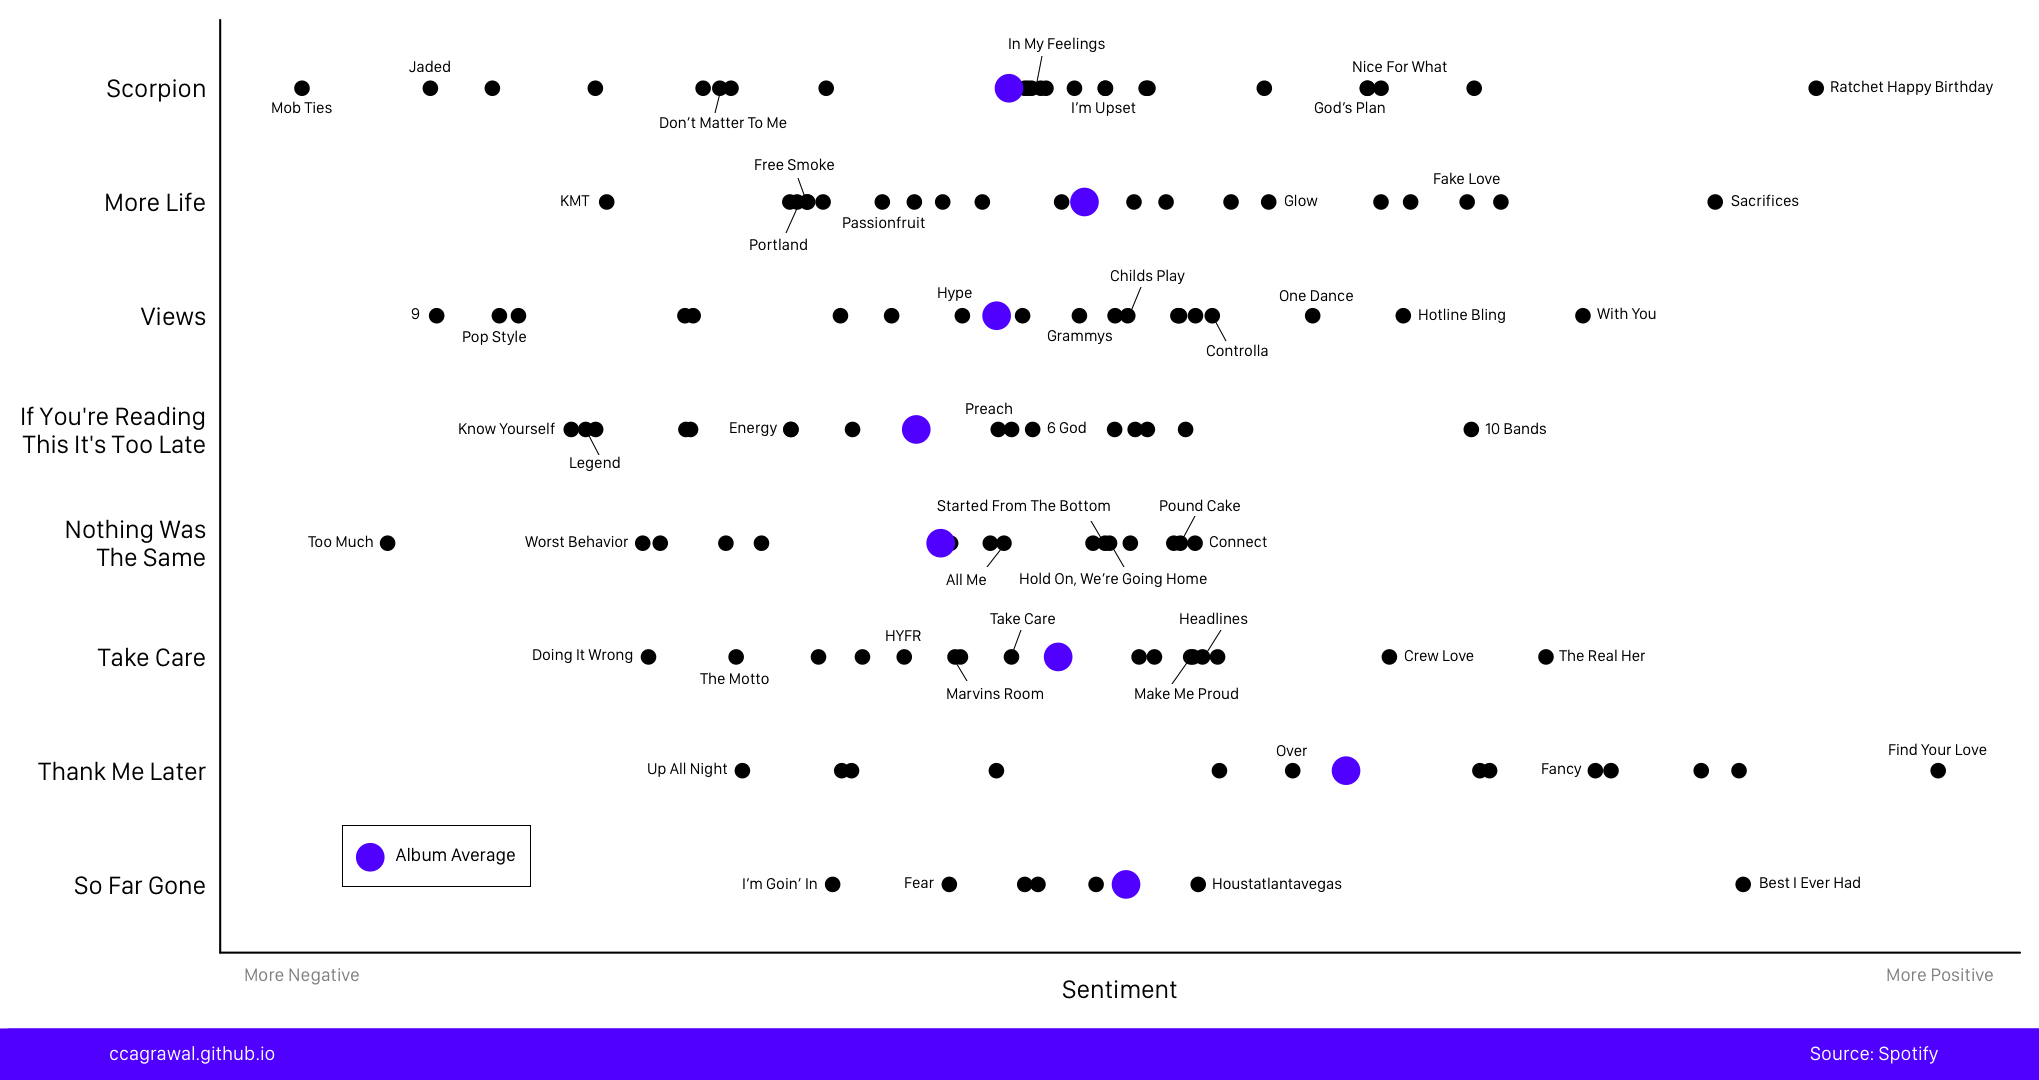 In My Feelings
Jaded
Nice For What
Scorpion
Ratchet Happy Birthday
Mob Ties
I'm Upset
God's Plan
Don't Matter To Me
Free Smoke
Fake Love
More Life
KMT
Glow
Sacrifices
Passionfruit
Portland
Childs Play
Hype
One Dance
Views
9
Hotline Bling
With You
Pop Style
Grammys
Controlla
If You're Reading
This It's Too Late
Preach
Know Yourself
Energy
6 God
10 Bands
Legend
Started From The Bottom
Pound Cake
Nothing Was
The Same
Too Much
Worst Behavior
Connect
All Me
Hold On, We're Going Home
Take Care
Headlines
HYFR
Take Care
Doing It Wrong
Crew Love
The Real Her
The Motto
Marvins Room
Make Me Proud
Over
Find Your Love
Thank Me Later
Up All Night
Fancy
Album Average
So Far Gone
I'm Goin' In
Fear
Houstatlantavegas
Best I Ever Had
More Negative
More Positive
Sentiment
ccagrawal.github.io
Source: Spotify